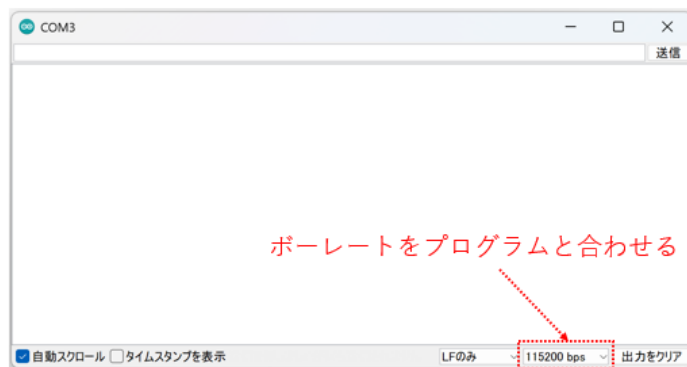 COM3
送信
ボーレートをプログラムと合わせる
自動スクロール タイムスタンプを表示 LFのみ 115200 bps 出力をクリア